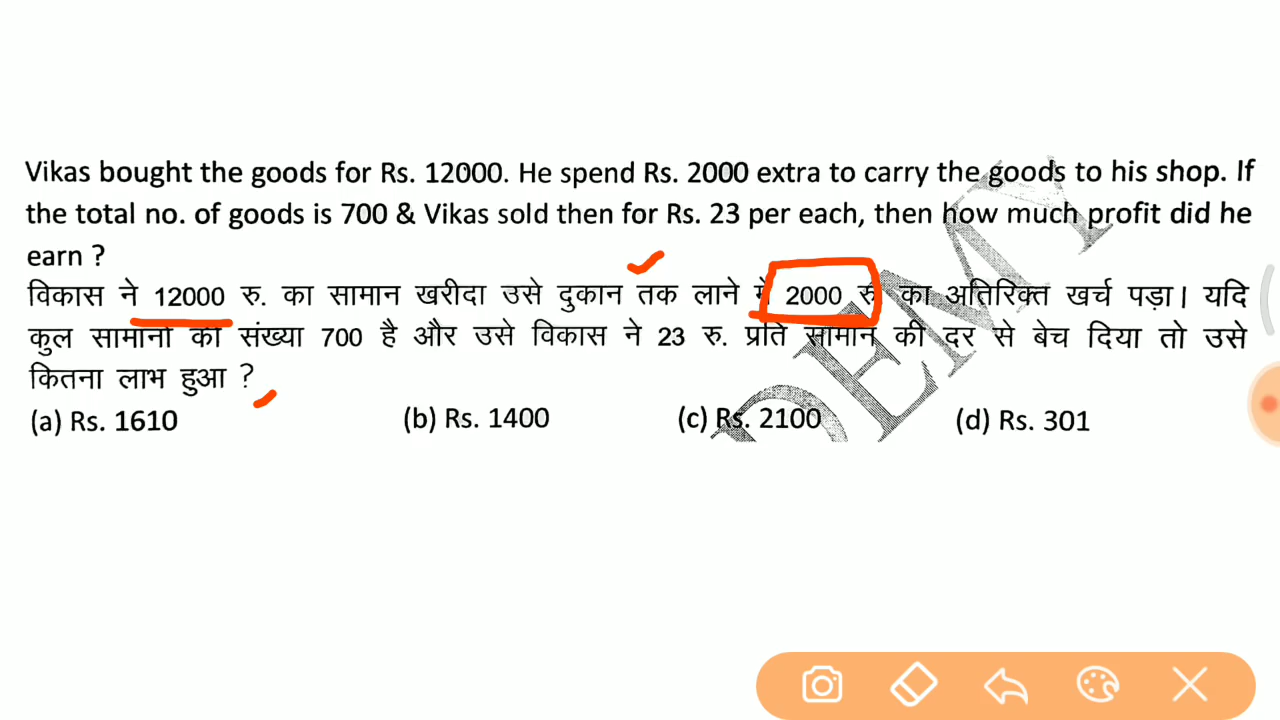 Vikas bought the goods for Rs. 12000. He spend Rs. 2000 extra to carry the goods to his shop. If
the total no. of goods is 700 & Vikas sold then for Rs. 23 per each, then how much profit did he
earn ?
विकास ने 12000 रु. का सामान खरीदा उसे दुकान तक लाने में 2000 रु का अतिरिक्त खर्च पड़ा। यदि
कुल सामानों की संख्या 700 है और उसे विकास ने 23 रु. प्रति सामान की दर से बेच दिया तो उसे
कितना लाभ हुआ ?
(a) Rs. 1610 (b) Rs. 1400 (c) Rs. 2100 (d) Rs. 301
DEMY